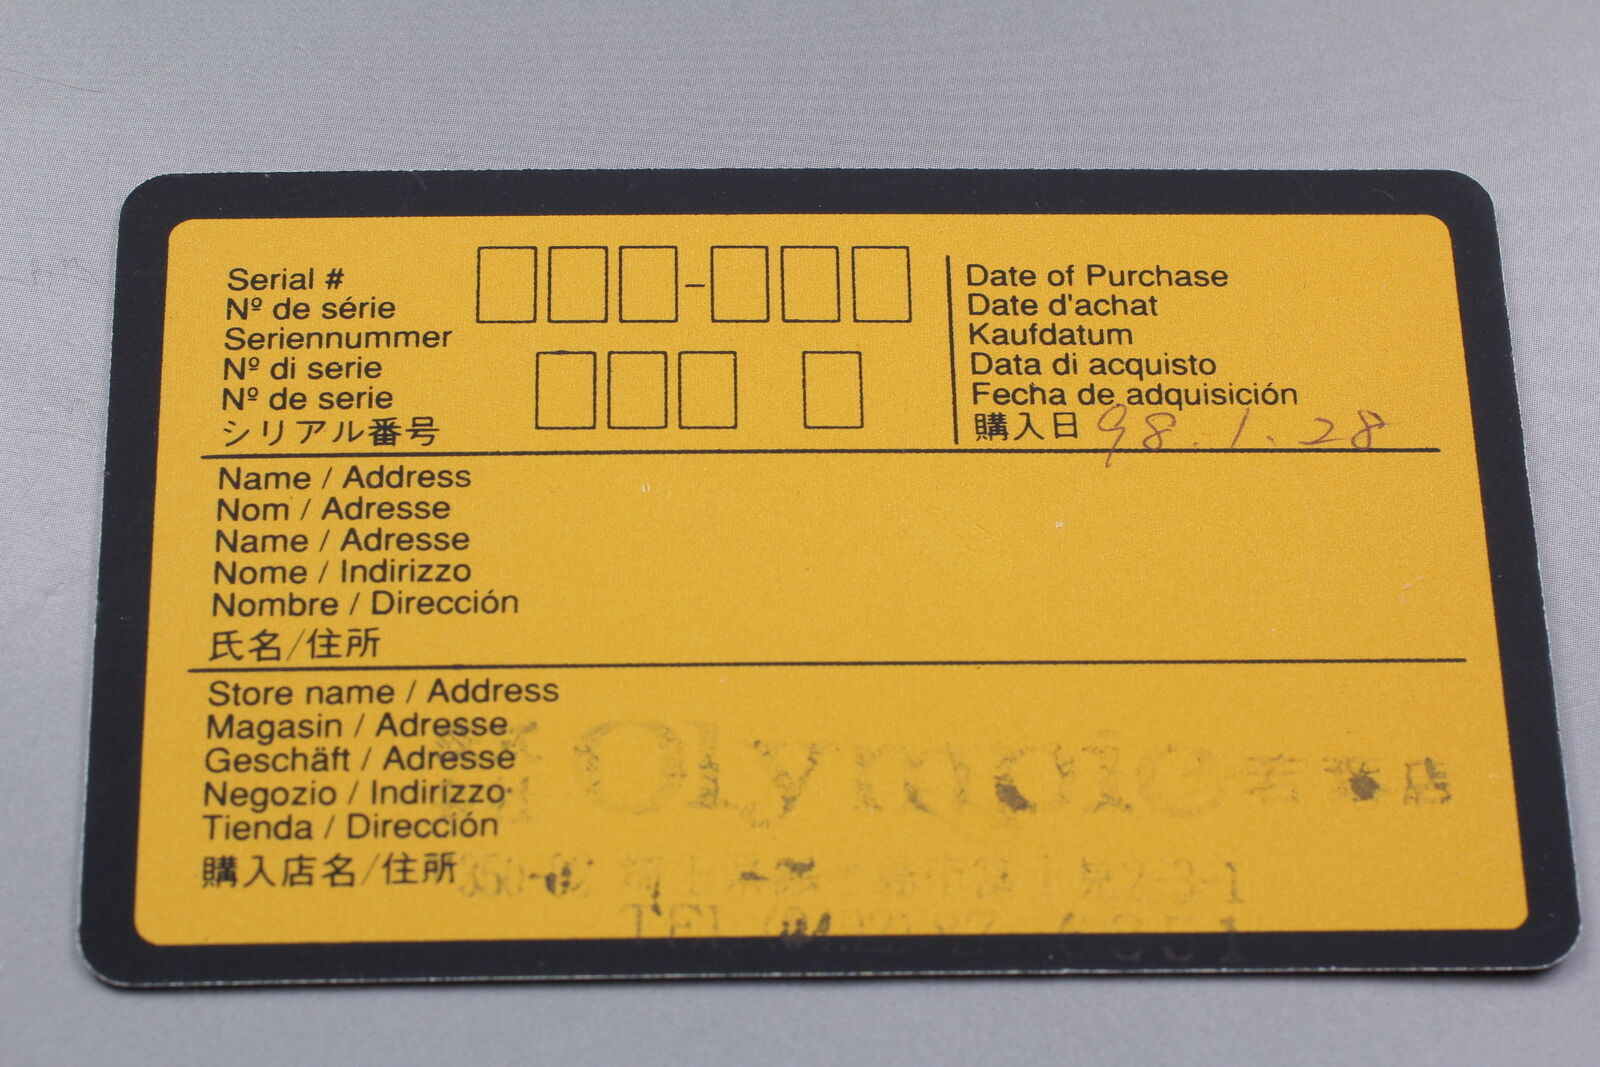 Serial #
Nº de série
Seriennummer
Nº di serie
Nº de serie
シリアル番号
-
Date of Purchase
Date d'achat
Kaufdatum
Data di acquisto
Fecha de adquisición
購入日 98.1.28
Name / Address
Nom / Adresse
Name / Adresse
Nome / Indirizzo
Nombre / Dirección
氏名/住所
Store name / Address
Magasin / Adresse
Geschäft / Adresse
Negozio / Indirizzo
Tienda / Dirección
購入店名/住所
Olympic
TEL